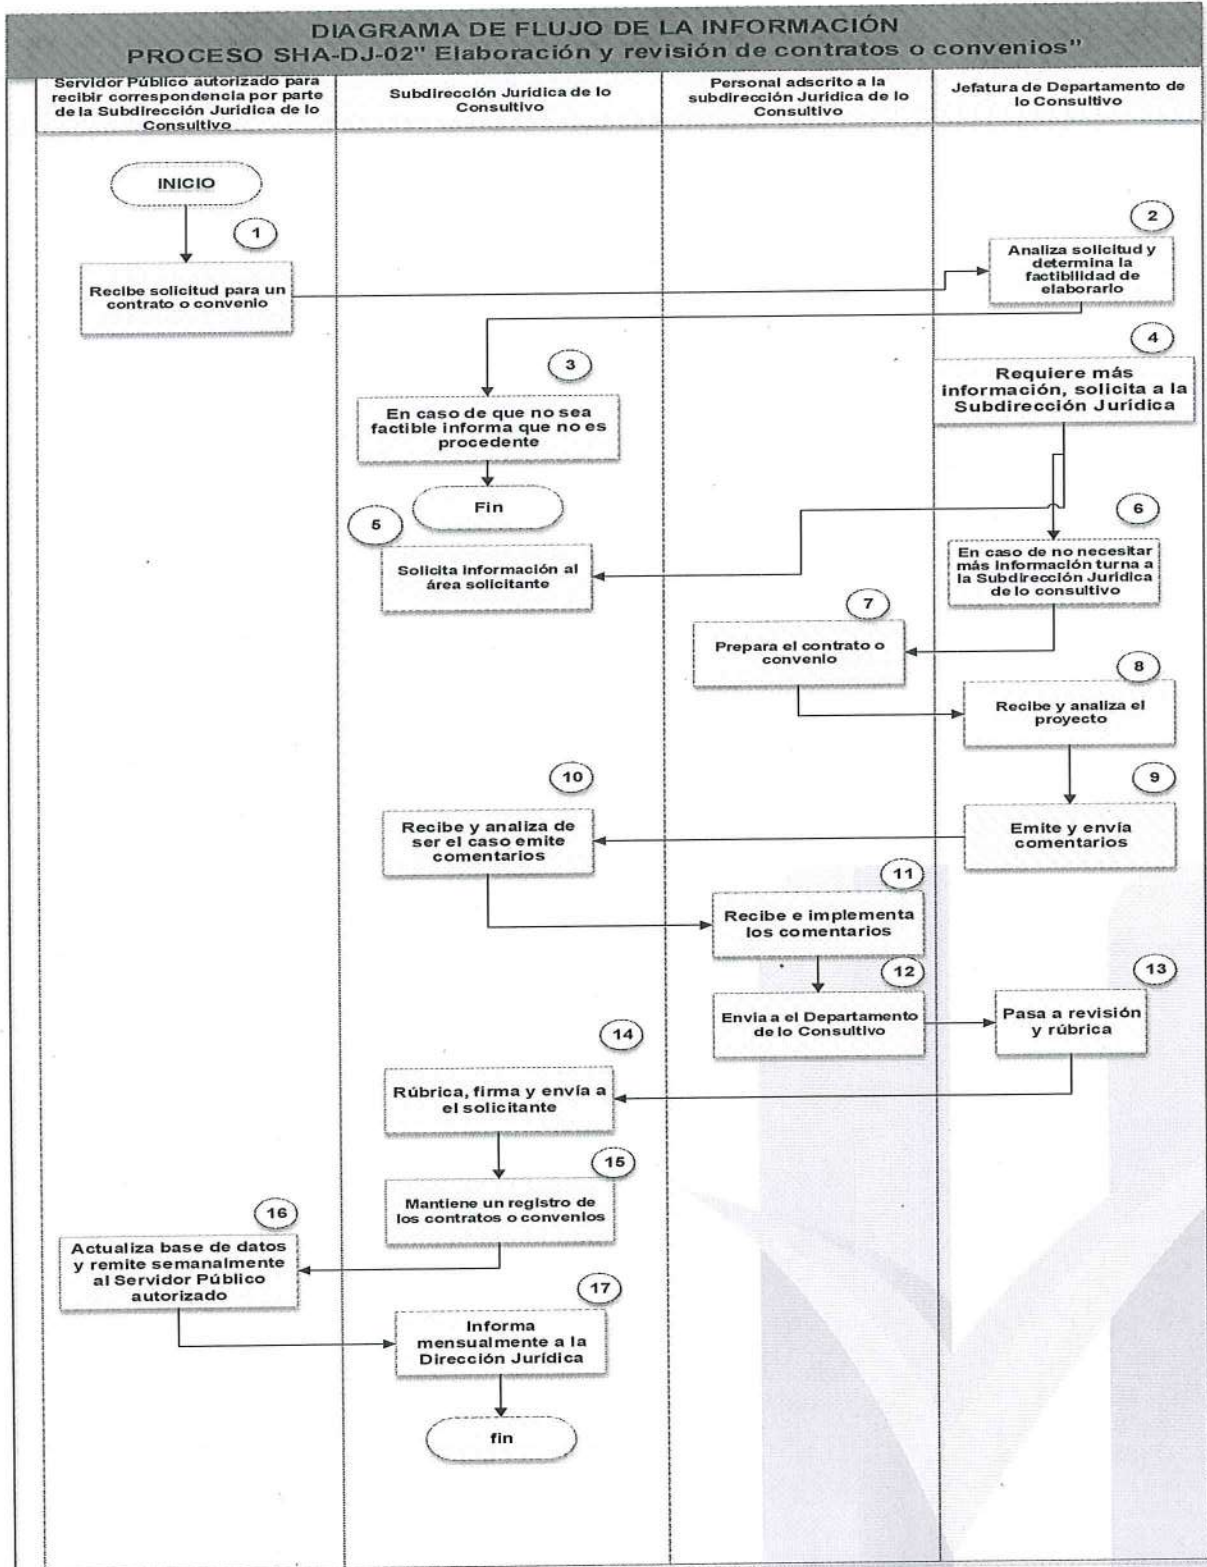 DIAGRAMA DE FLUJO DE LA INFORMACIÓN
PROCESO SHA-DJ-02" Elaboración y revisión de contratos o convenios"
Servidor Público autorizado para
recibir correspondencia por parte
de la Subdirección Juridica de lo
Consultivo
Subdirección Juridica de lo
Consultivo
Personal adscrito a la
subdirección Juridica de lo
Consultivo
Jefatura de Departamento de
lo Consultivo
INICIO
1
Recibe solicitud para un
contrato o convenio
2
Analiza solicitud y
determina la
factibilidad de
elaborarlo
3
En caso de que no sea
factible informa que no es
procedente
Fin
4
Requiere más
información, solicita a la
Subdirección Jurídica
5
Solicita información al
área solicitante
6
En caso de no necesitar
más información turna a
la Subdirección Jurídica
de lo consultivo
7
Prepara el contrato o
convenio
8
Recibe y analiza el
proyecto
9
Emite y envía
comentarios
10
Recibe y analiza de
ser el caso emite
comentarios
11
Recibe e implementa
los comentarios
12
Envia a el Departamento
de lo Consultivo
13
Pasa a revisión
y rúbrica
14
Rúbrica, firma y envía a
el solicitante
15
Mantiene un registro de
los contratos o convenios
16
Actualiza base de datos
y remite semanalmente
al Servidor Público
autorizado
17
Informa
mensualmente a la
Dirección Jurídica
fin